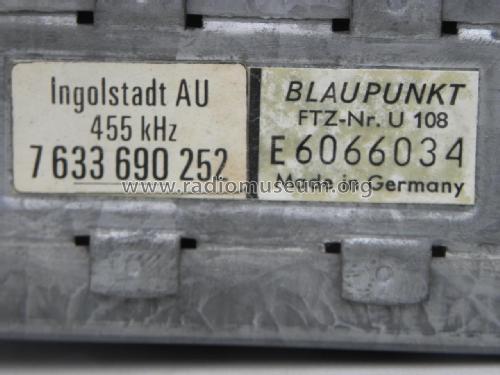 Ingolstadt AU
455 kHz
7 633 690 252
BLAUPUNKT
FTZ-Nr. U 108
E 6066034
Made in Germany
© www.radiomuseum.org